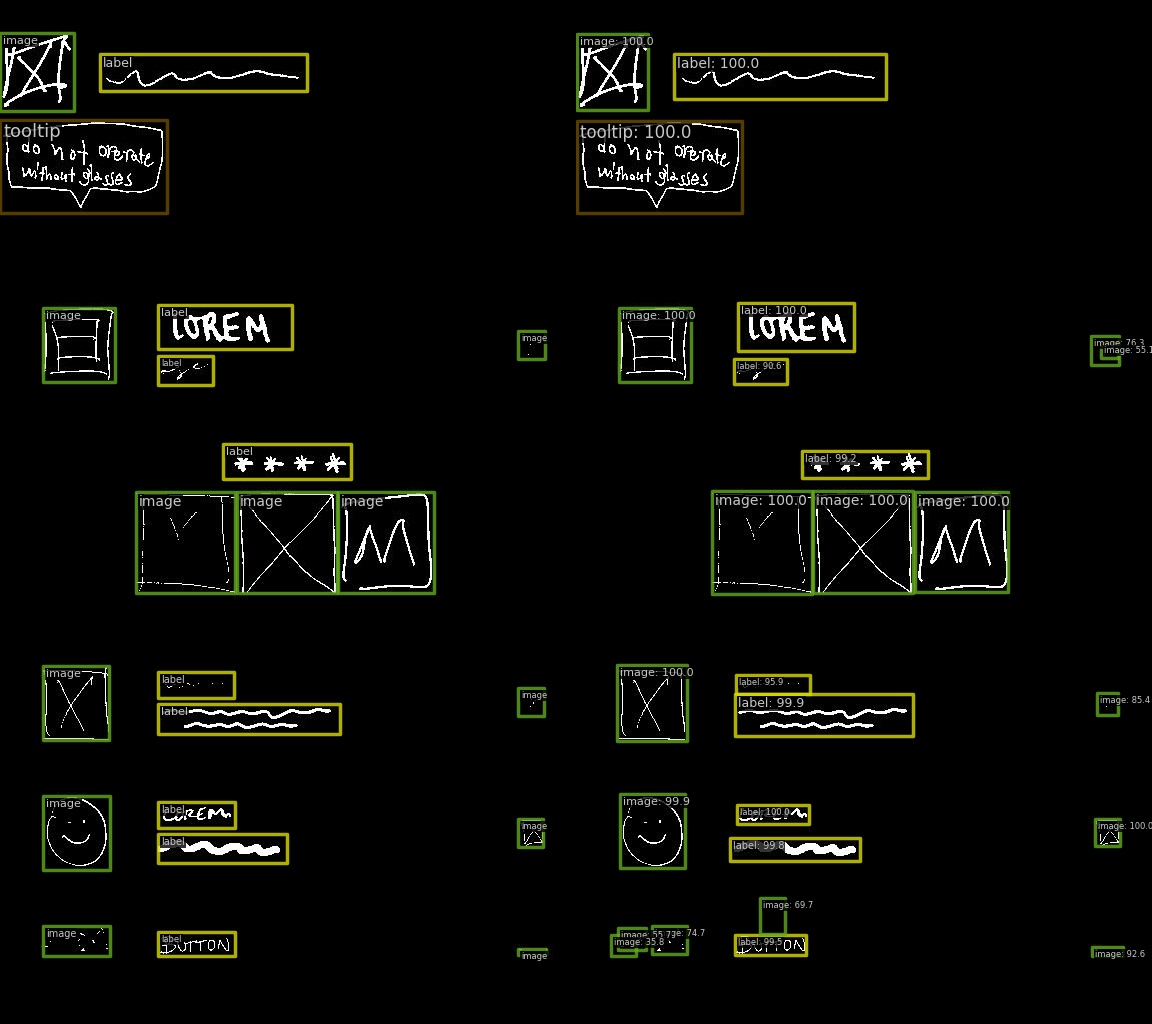 image
image: 100.0
label
label: 100.0
tooltip
tooltip: 100.0
do not operate
without glasses
do not operate
without glasses
image
label
LOREM
image: 100.0
label: 100.0
LOREM
image
image: 76.3
image: 55.1
label
label: 90.6
label
* * * *
label: 99.2
* *
image
image
image
M
image: 100.0
image: 100.0
image: 100.0
M
image
label
image
image: 100.0
label: 95.9
image: 85.4
label
label: 99.9
image
label
LOREM
image: 99.9
label: 100.0
image
image: 100.0
label
label: 99.8
image: 69.7
image
label
BUTTON
image: 74.7
image: 35.8
label: 99.5
BUTTON
image
image: 92.6